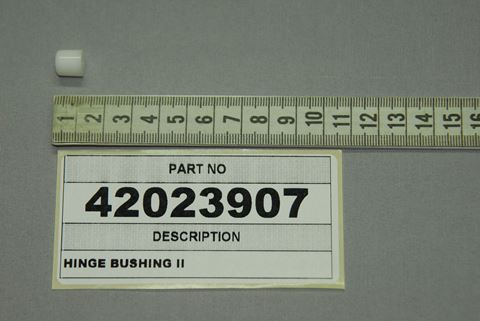 1 2 3 4 5 6 7 8 9 10 11 12 13 14 15 16
PART NO
42023907
DESCRIPTION
HINGE BUSHING II